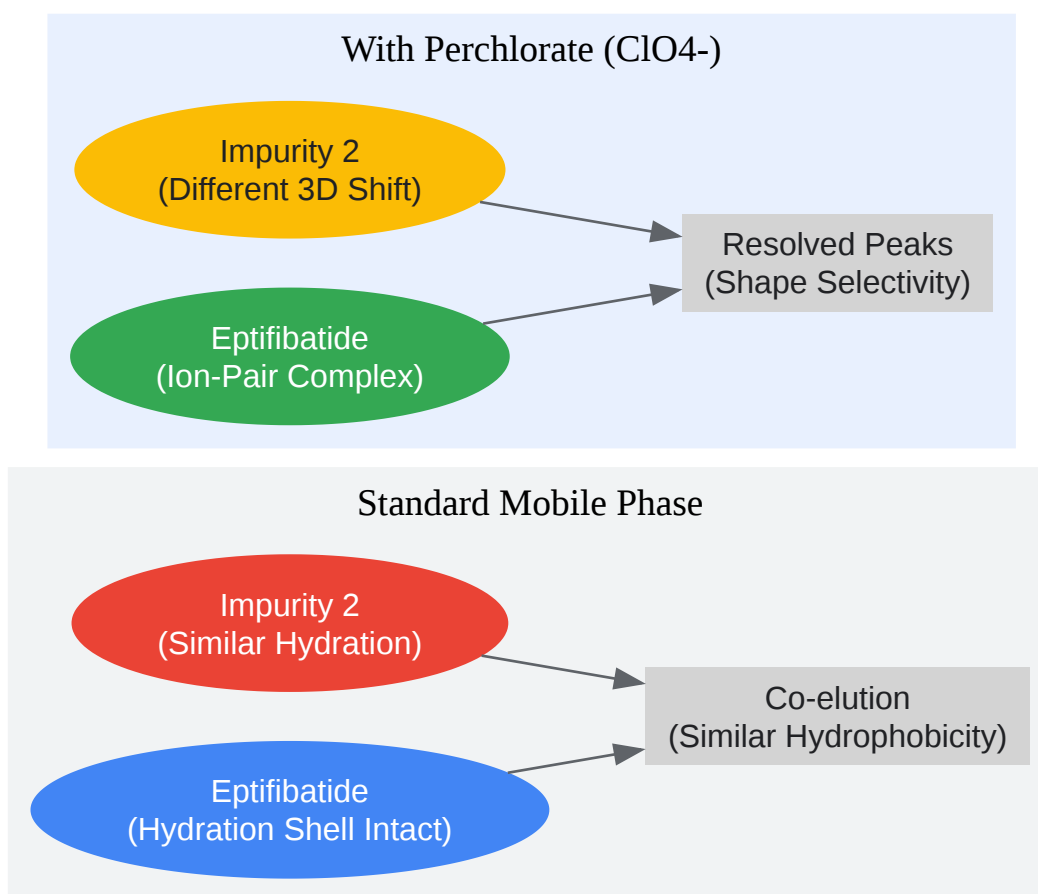 With Perchlorate (ClO4-)
Impurity 2
(Different 3D Shift)
Resolved Peaks
(Shape Selectivity)
Eptifibatide
(Ion-Pair Complex)
Standard Mobile Phase
Impurity 2
(Similar Hydration)
Co-elution
(Similar Hydrophobicity)
Eptifibatide
(Hydration Shell Intact)